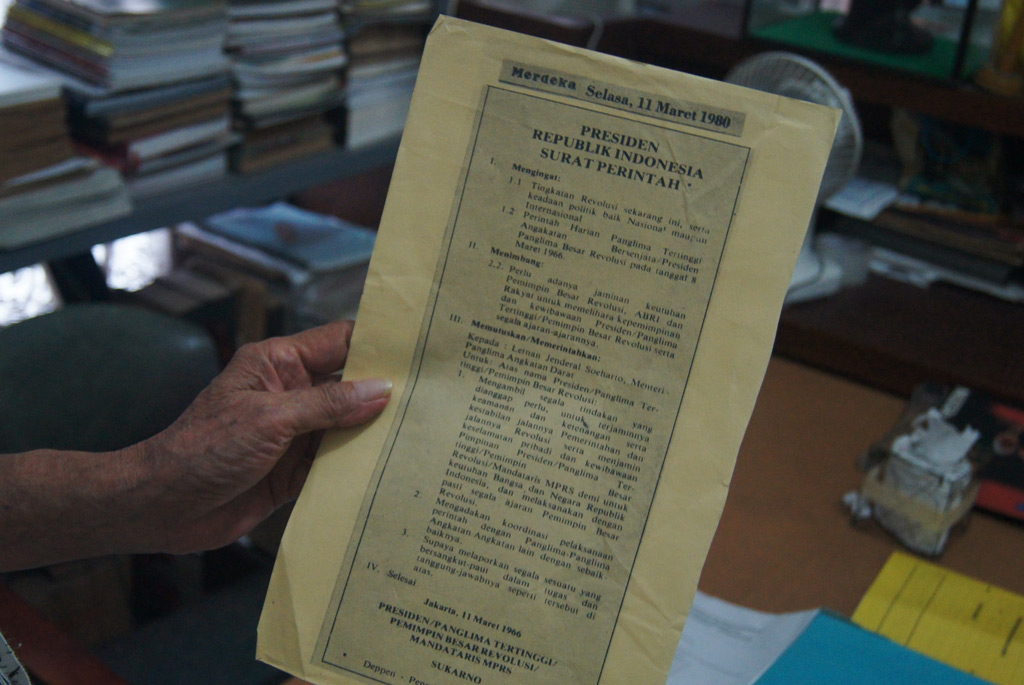 Merdeka Selasa, 11 Maret 1980
PRESIDEN
REPUBLIK INDONESIA
SURAT PERINTAH
I. Mengingat:
1.1 Tingkatan Revolusi sekarang ini, serta
keadaan politik baik Nasional maupun
Internasional
1.2 Perintah Harian Panglima Tertinggi
Angkatan Bersenjata/Presiden
Panglima Besar Revolusi pada tanggal 8
Maret 1966.
II. Menimbang:
2.2. Perlu adanya jaminan keutuhan
Pemimpin Besar Revolusi, ABRI dan
Rakyat untuk memelihara kepemimpinan
dan kewibawaan Presiden/Panglima
Tertinggi/Pemimpin Besar Revolusi serta
segala ajaran-ajarannya.
III. Memutuskan/Memerintahkan:
Kepada : Letnan Jenderal Soeharto, Menteri-
Panglima Angkatan Darat
Untuk: Atas nama Presiden/Panglima Ter-
tinggi/Pemimpin Besar Revolusi:
1. Mengambil segala tindakan yang
dianggap perlu, untuk terjaminnya
keamanan dan ketenangan serta
kestabilan jalannya Pemerintahan dan
jalannya Revolusi serta menjamin
keselamatan pribadi dan kewibawaan
Pimpinan Presiden/Panglima Ter-
tinggi/Pemimpin Besar
Revolusi/Mandataris MPRS demi untuk
keutuhan Bangsa dan Negara Republik
Indonesia, dan melaksanakan dengan
pasti segala ajaran Pemimpin Besar
Revolusi.
2. Mengadakan koordinasi pelaksanaan
perintah dengan Panglima-Panglima
Angkatan Angkatan lain dengan sebaik
baiknya.
3. Supaya melaporkan segala sesuatu yang
bersangkut-paut dalam tugas dan
tanggung-jawabnya seperti tersebut di
atas.
IV. Selesai
Jakarta, 11 Maret 1966
PRESIDEN/PANGLIMA TERTINGGI/
PEMIMPIN BESAR REVOLUSI/
MANDATARIS MPRS
SUKARNO
Deppen -